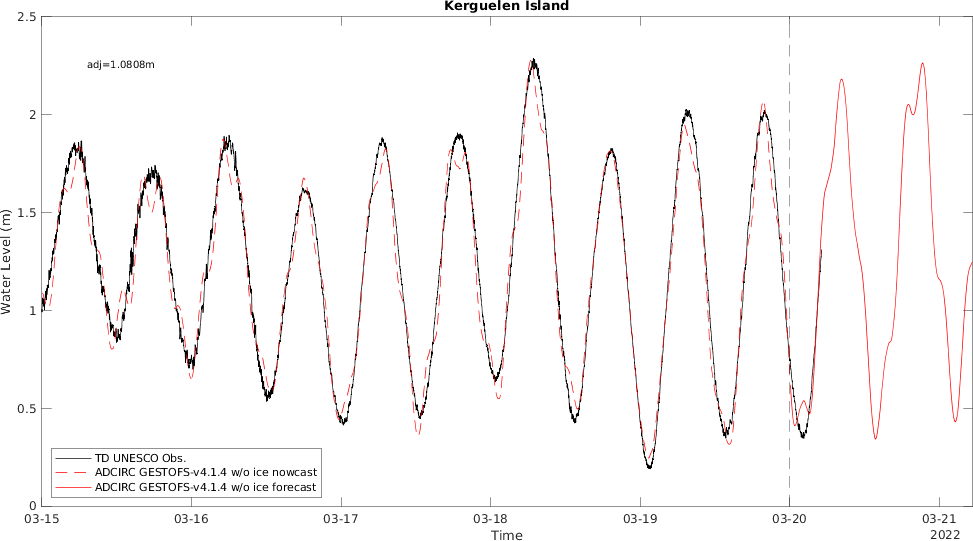 Kerguelen Island
adj=1.0808m
Water Level (m)
2.5
2
1.5
1
0.5
0
TD UNESCO Obs.
ADCIRC GESTOFS-v4.1.4 w/o ice nowcast
ADCIRC GESTOFS-v4.1.4 w/o ice forecast
03-15 03-16 03-17 03-18 03-19 03-20 03-21
Time 2022